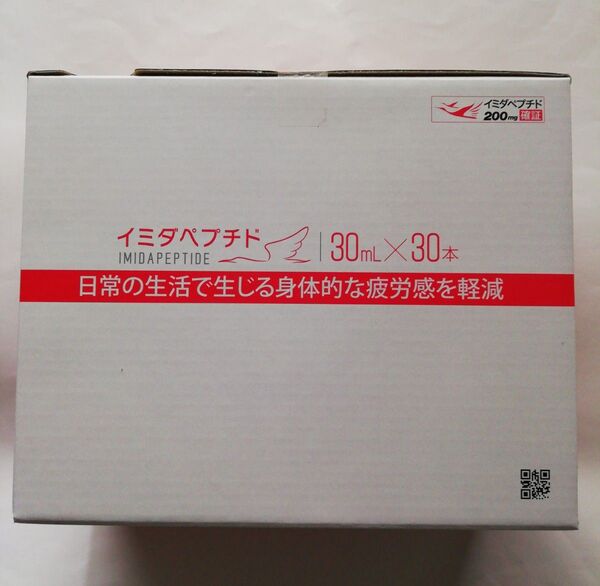 イミダペプチド
200mg 確証
イミダペプチド
IMIDAPEPTIDE
30mL×30本
日常の生活で生じる身体的な疲労感を軽減